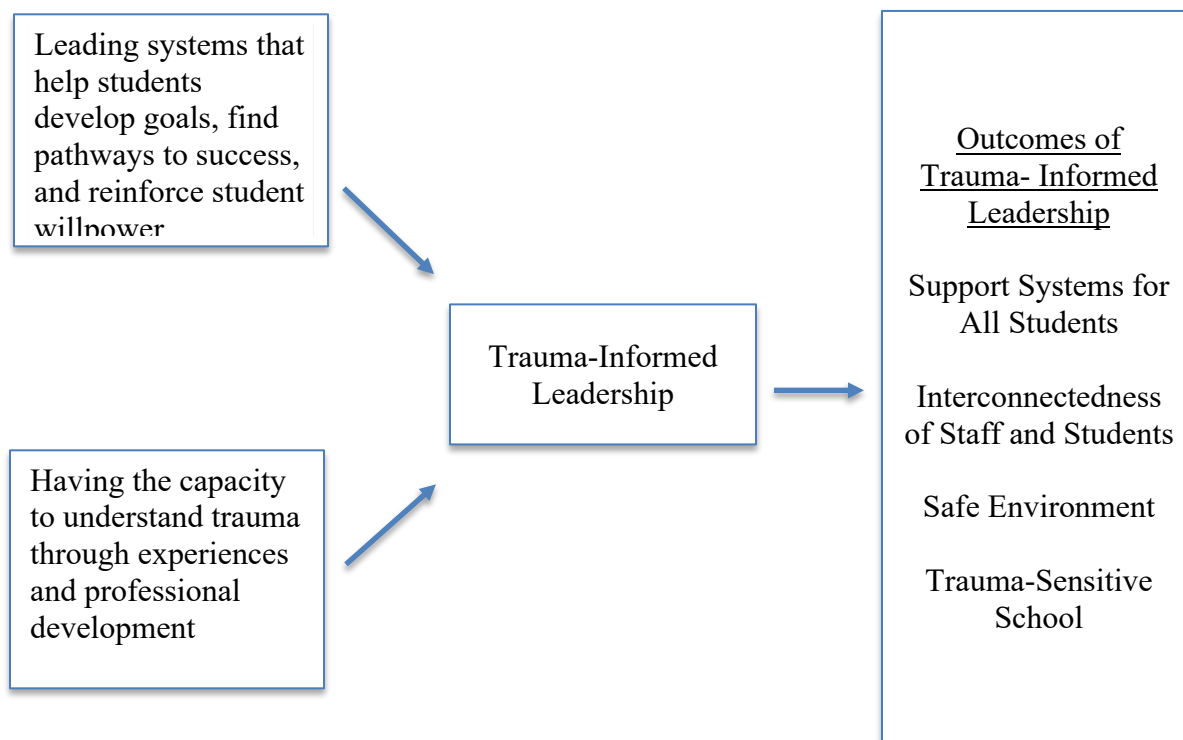 Leading systems that
help students
develop goals, find
pathways to success,
and reinforce student
willpower
Having the capacity
to understand trauma
through experiences
and professional
development
Trauma-Informed
Leadership
Outcomes of
Trauma- Informed
Leadership
Support Systems for
All Students
Interconnectedness
of Staff and Students
Safe Environment
Trauma-Sensitive
School